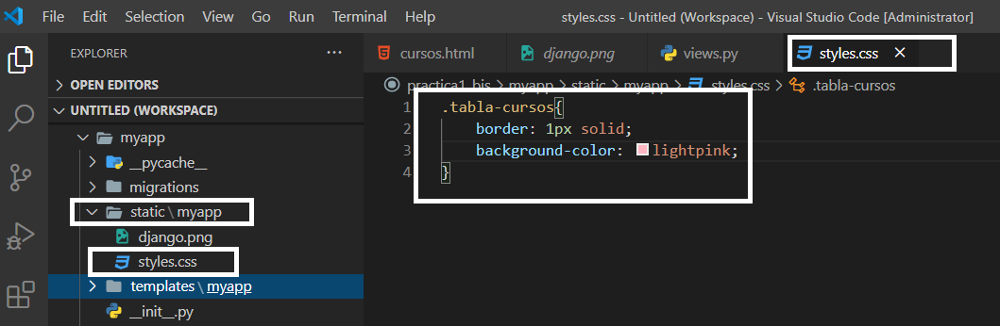 File Edit Selection View Go Run Terminal Help styles.css - Untitled (Workspace) - Visual Studio Code [Administrator]
EXPLORER ···
OPEN EDITORS
UNTITLED (WORKSPACE)
myapp
__pycache__
migrations
static \ myapp
django.png
styles.css
templates \ myapp
__init__.py
cursos.html django.png views.py styles.css
practica1_bis > myapp > static > myapp > styles.css > .tabla-cursos
1 .tabla-cursos{
2 border: 1px solid;
3 background-color: lightpink;
4 }